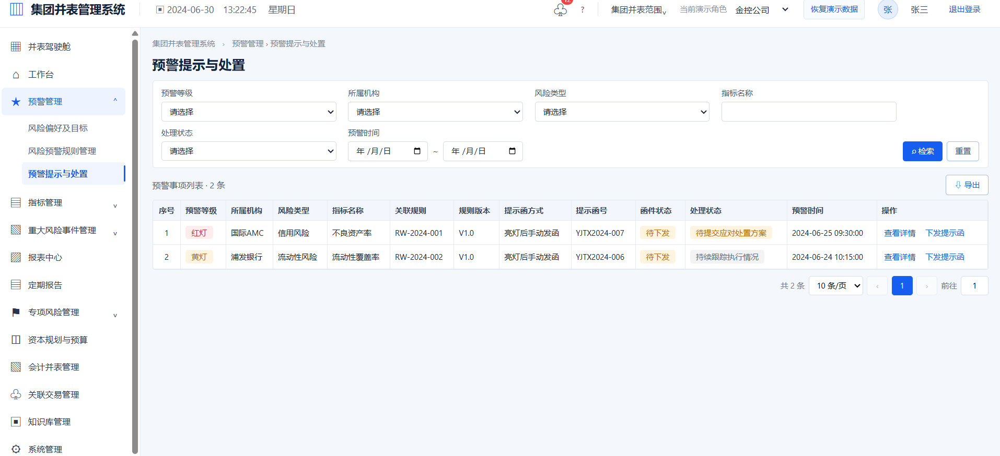 集团并表管理系统
2024-06-30 13:22:45 星期日
12
?
集团并表范围
当前演示角色 金控公司
恢复演示数据
张 张三
退出登录
并表驾驶舱
工作台
预警管理
风险偏好及目标
风险预警规则管理
预警提示与处置
指标管理
重大风险事件管理
报表中心
定期报告
专项风险管理
资本规划与预算
会计并表管理
关联交易管理
知识库管理
系统管理
集团并表管理系统 › 预警管理 › 预警提示与处置
预警提示与处置
预警等级 所属机构 风险类型 指标名称
请选择 请选择 请选择
处理状态 预警时间
请选择 年 /月/日 ~ 年 /月/日 检索 重置
预警事项列表 · 2 条 导出
序号 预警等级 所属机构 风险类型 指标名称 关联规则 规则版本 提示函方式 提示函号 函件状态 处理状态 预警时间 操作
1 红灯 国际AMC 信用风险 不良资产率 RW-2024-001 V1.0 亮灯后手动发函 YJTX2024-007 待下发 待提交应对处置方案 2024-06-25 09:30:00 查看详情 下发提示函
2 黄灯 浦发银行 流动性风险 流动性覆盖率 RW-2024-002 V1.0 亮灯后手动发函 YJTX2024-006 待下发 持续跟踪执行情况 2024-06-24 10:15:00 查看详情 下发提示函
共 2 条 10 条/页 ‹ 1 › 前往 1